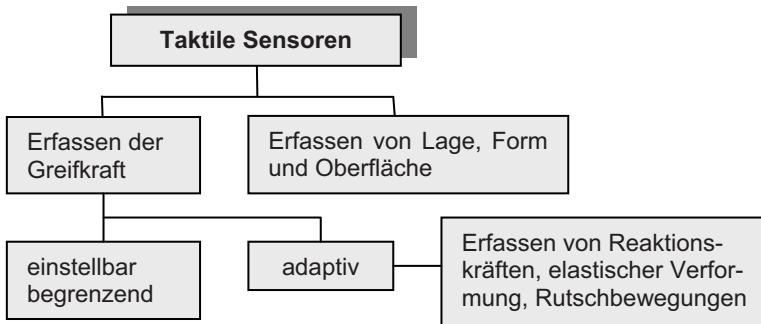 Taktile Sensoren
Erfassen der
Greifkraft
Erfassen von Lage, Form
und Oberfläche
einstellbar
begrenzend
adaptiv
Erfassen von Reaktions-
kräften, elastischer Verfor-
mung, Rutschbewegungen